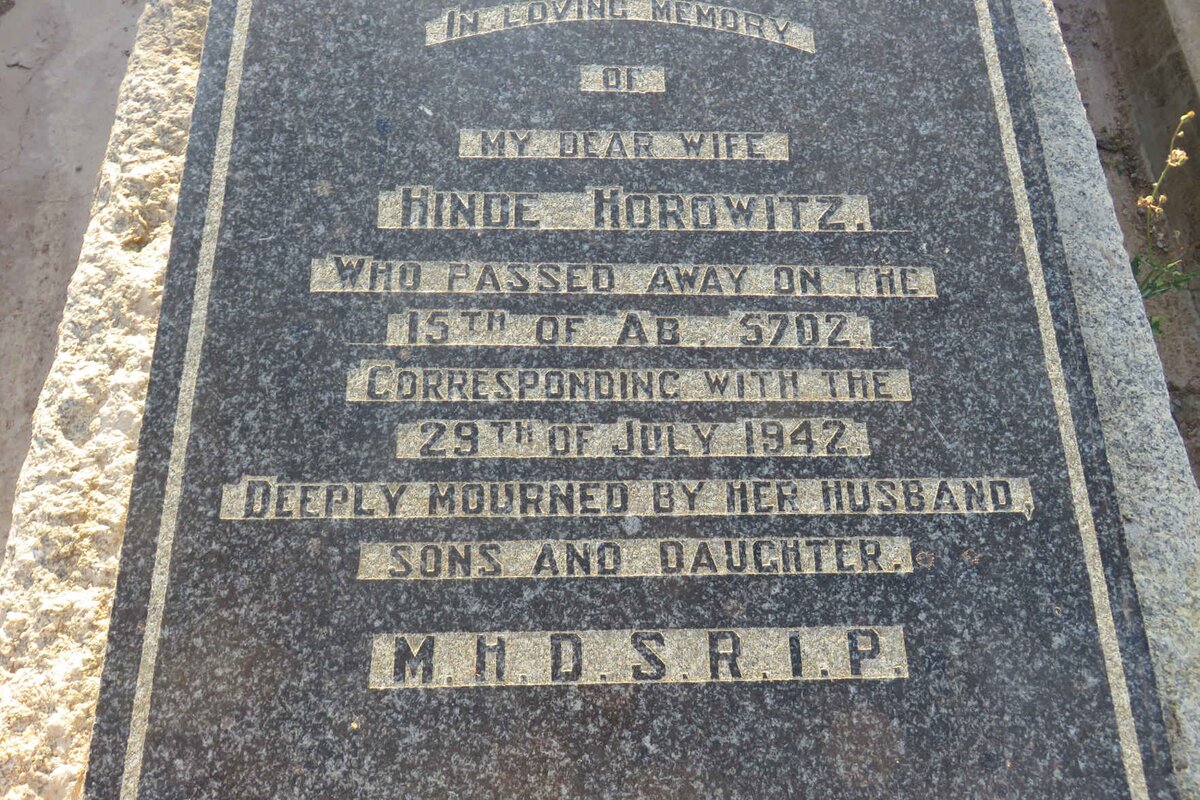 IN LOVING MEMORY
OF
MY DEAR WIFE
HINDE HOROWITZ.
WHO PASSED AWAY ON THE
15TH OF AB. 5702.
CORRESPONDING WITH THE
29TH OF JULY 1942.
DEEPLY MOURNED BY HER HUSBAND,
SONS AND DAUGHTER.
M.H.D.S.R.I.P.